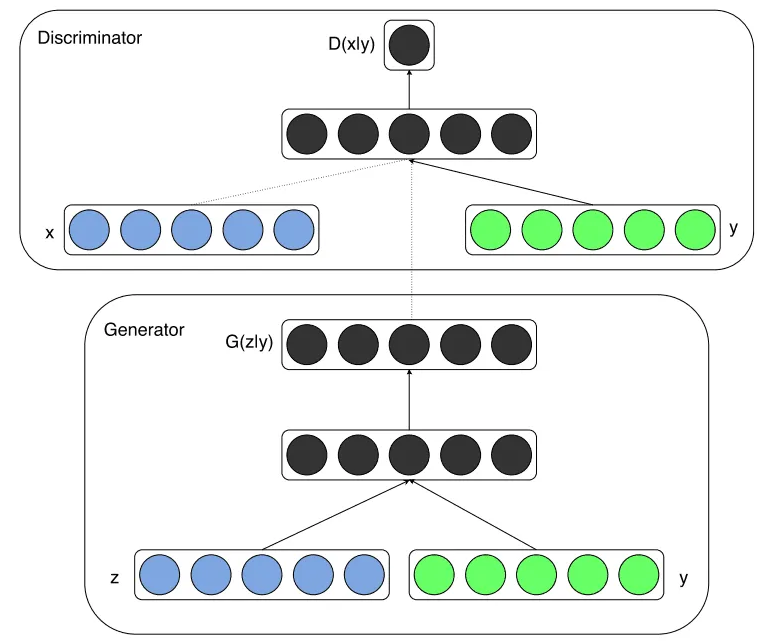 Discriminator
D(x|y)
x
y
Generator
G(z|y)
z
y